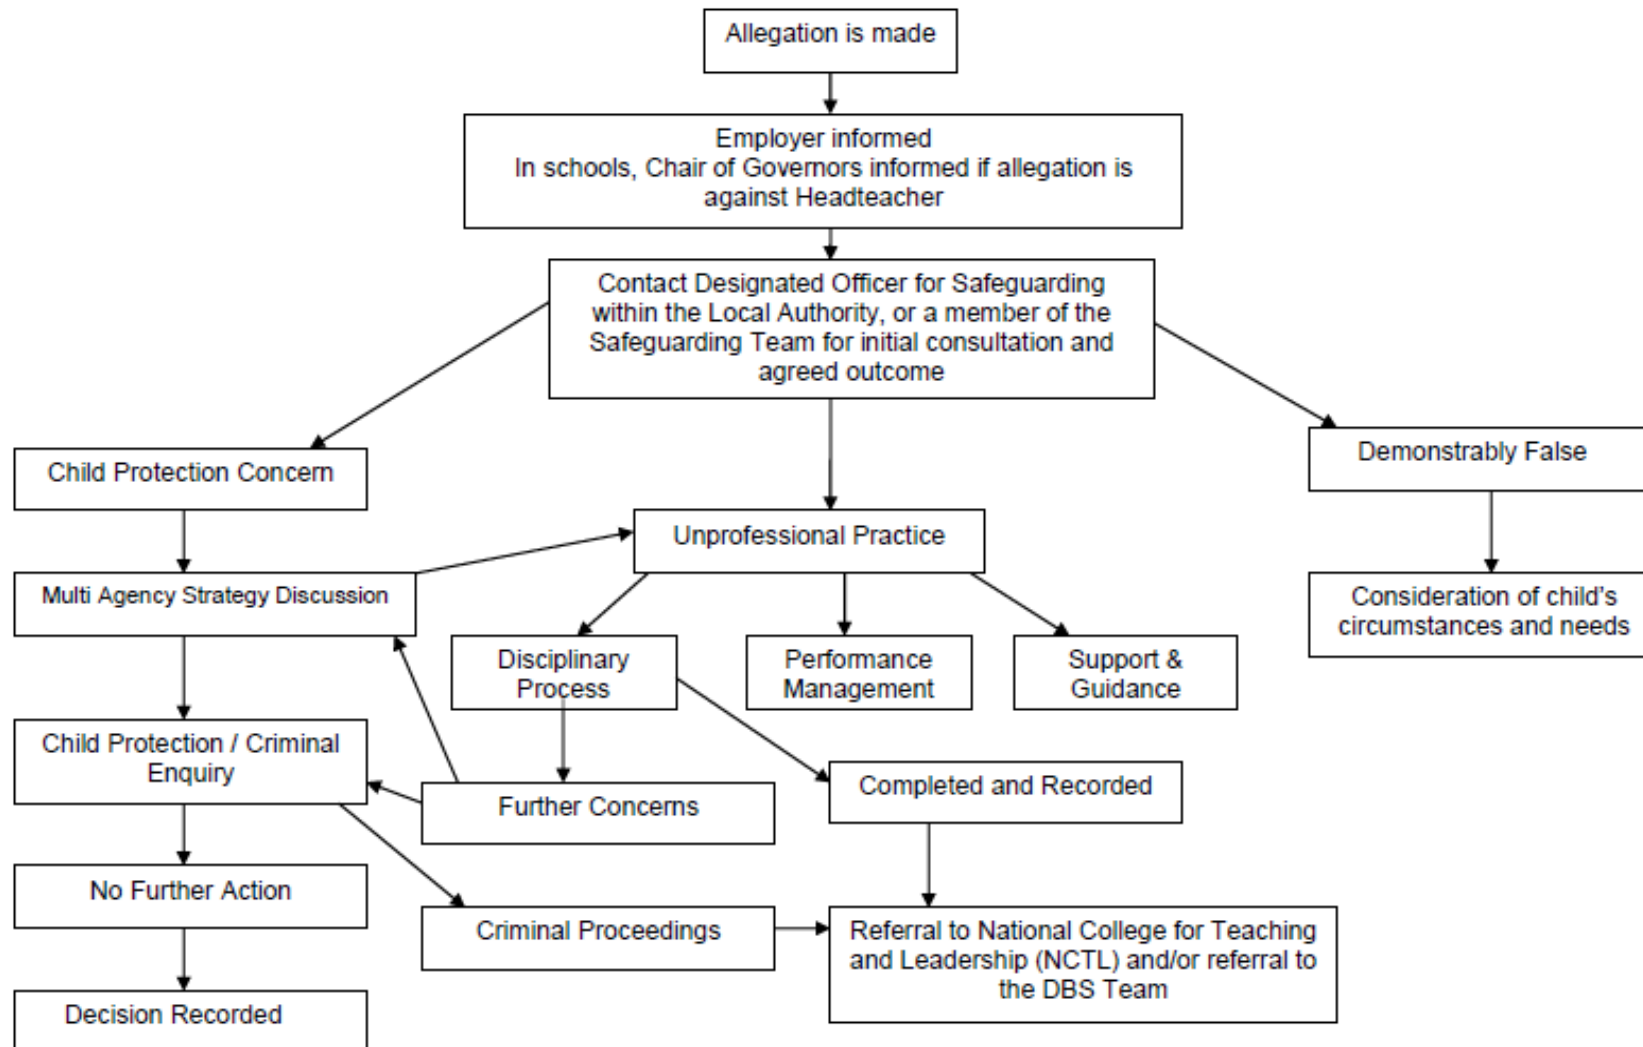 Allegation is made
Employer informed
In schools, Chair of Governors informed if allegation is
against Headteacher
Contact Designated Officer for Safeguarding
within the Local Authority, or a member of the
Safeguarding Team for initial consultation and
agreed outcome
Child Protection Concern
Demonstrably False
Unprofessional Practice
Multi Agency Strategy Discussion
Consideration of child's
circumstances and needs
Disciplinary
Process
Performance
Management
Support &
Guidance
Child Protection / Criminal
Enquiry
Further Concerns
Completed and Recorded
No Further Action
Criminal Proceedings
Referral to National College for Teaching
and Leadership (NCTL) and/or referral to
the DBS Team
Decision Recorded